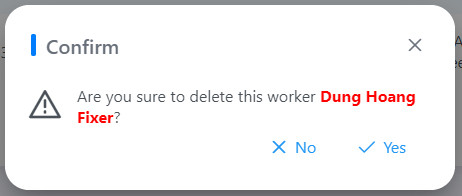 Confirm
Are you sure to delete this worker Dung Hoang
Fixer?
No Yes